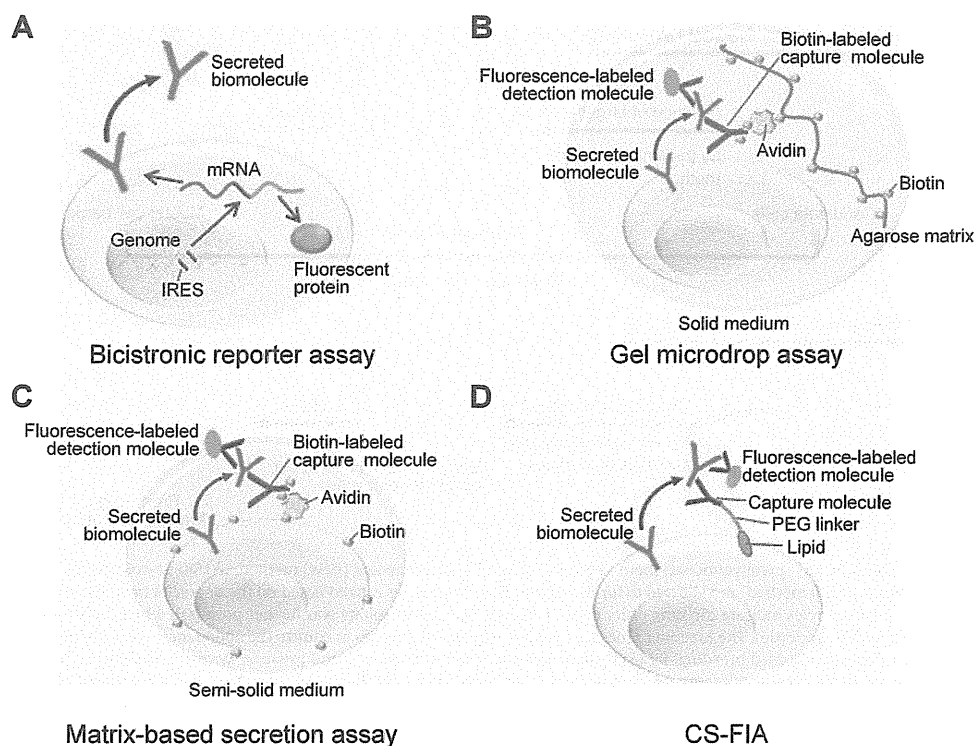 A
Secreted
biomolecule
mRNA
Genome
IRES
Fluorescent
protein
Bicistronic reporter assay
B
Biotin-labeled
capture molecule
Fluorescence-labeled
detection molecule
Secreted
biomolecule
Avidin
Biotin
Agarose matrix
Solid medium
Gel microdrop assay
C
Fluorescence-labeled
detection molecule
Biotin-labeled
capture molecule
Avidin
Secreted
biomolecule
Biotin
Semi-solid medium
Matrix-based secretion assay
D
Fluorescence-labeled
detection molecule
Capture molecule
PEG linker
Lipid
Secreted
biomolecule
CS-FIA